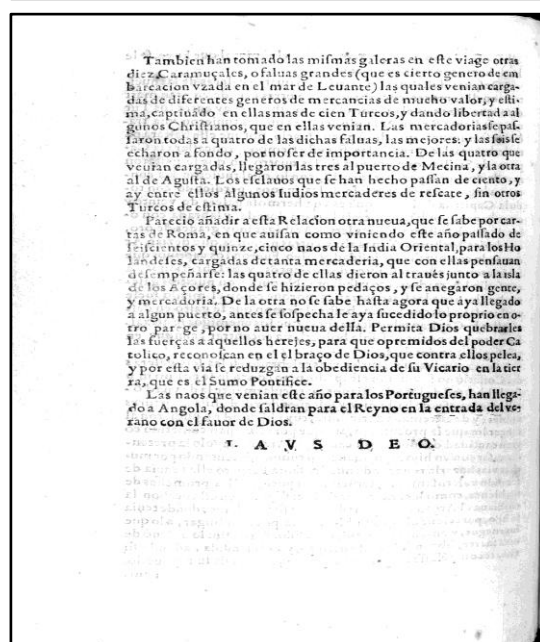 Tambien han tomado las mismas galeras en este viage otras
diez Caramuçales, o saluas grandes (que es cierto genero de em
barcacion vzada en el mar de Leuante) las quales venian carga-
das de diferentes generos de mercancias de mucho valor, y esti-
ma, captiuãdo en ellas mas de cien Turcos, y dando libertad a al
gunos Christianos, que en ellas venian. Las mercadorias se pas-
saron todas a quatro de las dichas saluas, las mejores: y las seis se
echaron a fondo, por no ser de importancia. De las quatro que
venian cargadas, llegaron las tres al puerto de Mecina, y la otra
al de Agusta. Los esclauos que se han hecho passan de ciento, y
ay entre ellos algunos Iudios mercaderes de rescate, sin otros
Turcos de estima.
Parecio añadir a esta Relacion otra nueua, que se sabe por car-
tas de Roma, en que auisan como viniendo este año passado de
seiscientos y quinze, cinco naos de la India Oriental, para los Ho
landeses, cargadas de tanta mercaderia, que con ellas pensauan
desempeñarse: las quatro de ellas dieron al traués junto a la isla
de los Açores, donde se hizieron pedaços, y se anegaron gente,
y mercadoria. De la otra no se sabe hasta agora que aya llegado
a algun puerto, antes se sospecha le aya sucedido lo proprio en o-
tro par ge, por no auer nueua della. Permita Dios quebrarles
las fuerças a aquellos herejes, para que opremidos del poder Ca
tolico, reconoscan en el el braço de Dios, que contra ellos pelea,
y por esta via se reduzgan a la obediencia de su Vicario en la tier
ra, que es el Sumo Pontifice.
Las naos que venian este año para los Portugueses, han llega-
do a Angola, donde saldran para el Reyno en la entrada del ve-
rano con el fauor de Dios.
LAVS DEO.